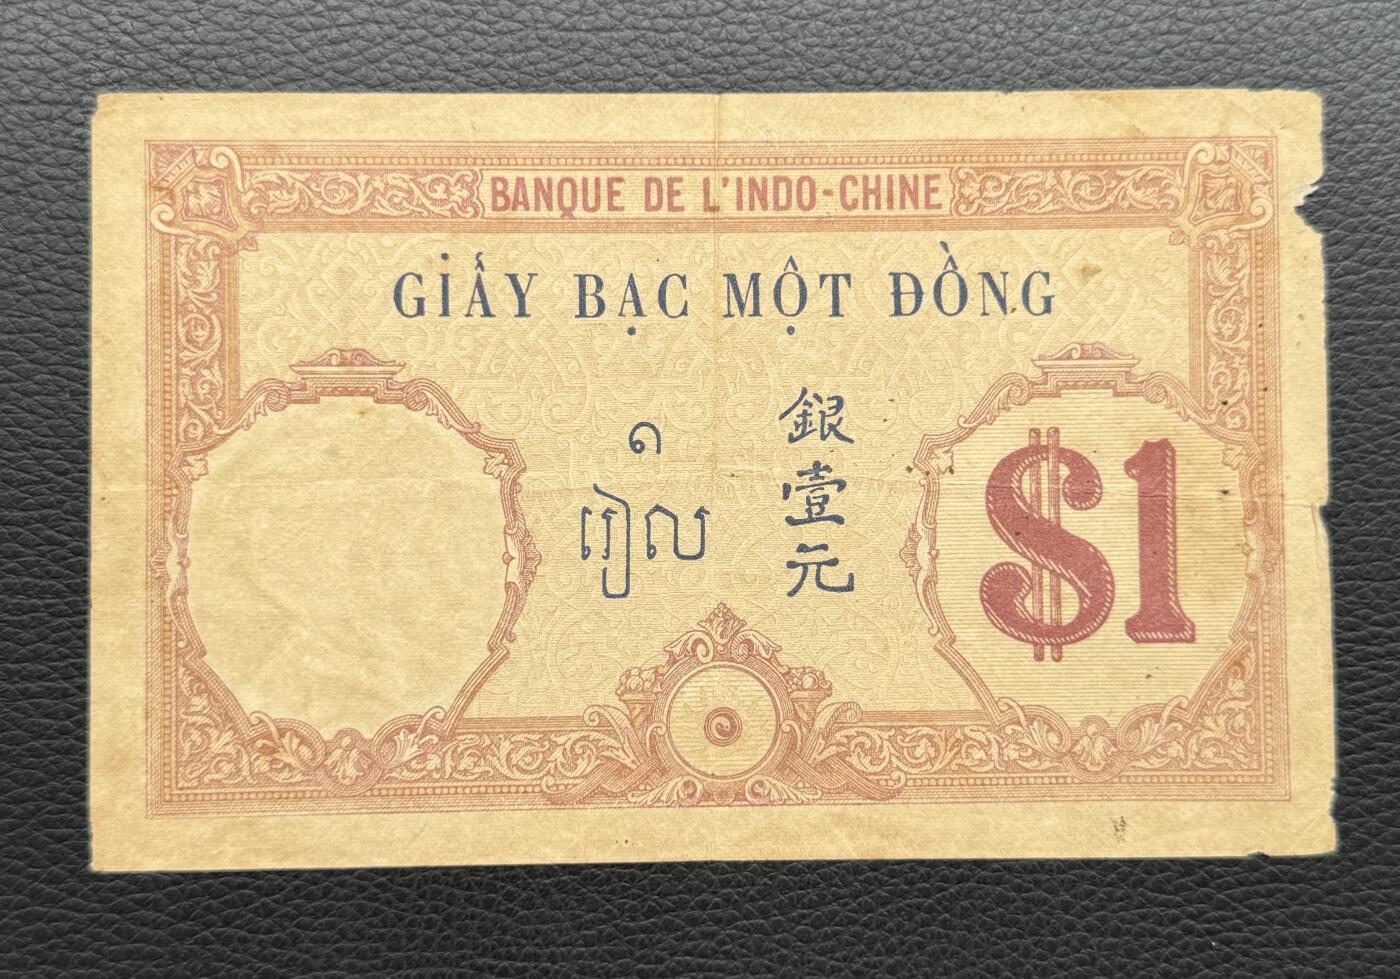 BANQUE DE L'INDO-CHINE
GIẤY BẠC MỘT ĐỒNG
១
រៀល
銀壹元
$1